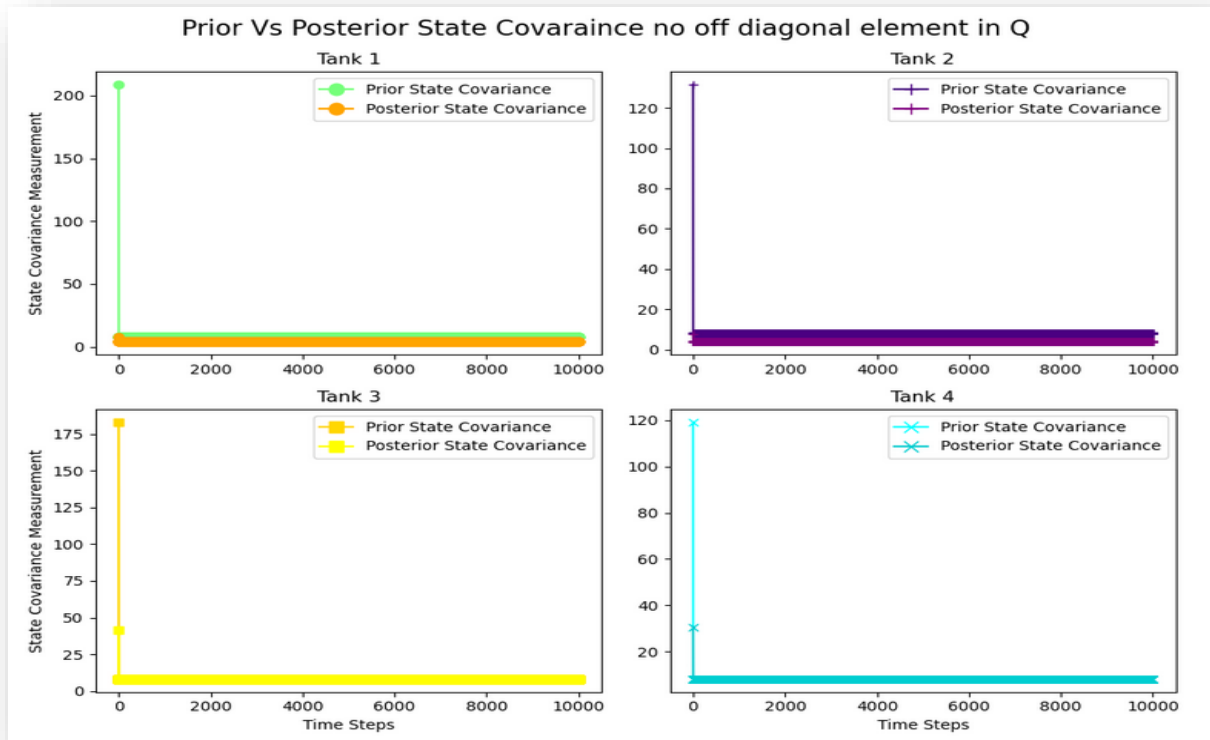 Prior Vs Posterior State Covaraince no off diagonal element in Q
Tank 1
Prior State Covariance
Posterior State Covariance
State Covariance Measurement
200
150
100
50
0
0 2000 4000 6000 8000 10000
Tank 2
Prior State Covariance
Posterior State Covariance
120
100
80
60
40
20
0
0 2000 4000 6000 8000 10000
Tank 3
Prior State Covariance
Posterior State Covariance
State Covariance Measurement
175
150
125
100
75
50
25
0
0 2000 4000 6000 8000 10000
Time Steps
Tank 4
Prior State Covariance
Posterior State Covariance
120
100
80
60
40
20
0 2000 4000 6000 8000 10000
Time Steps